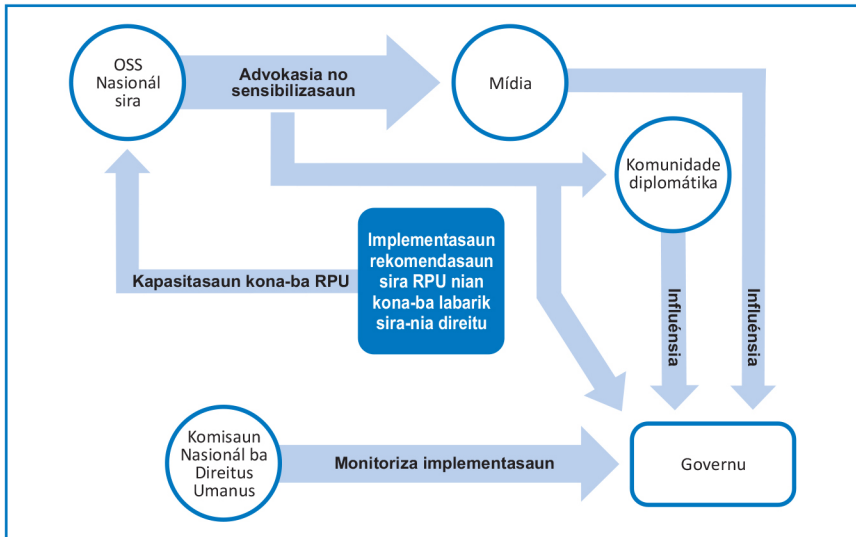 OSS
Nasionál
sira
Advokasia no
sensibilizasaun
Mídia
Komunidade
diplomátika
Implementasaun
rekomendasaun
sira RPU nian
kona-ba labarik
sira-nia direitu
Kapasitasaun kona-ba RPU
Influénsia
Influénsia
Komisaun
Nasionál ba
Direitus
Umanus
Monitoriza implementasaun
Governu